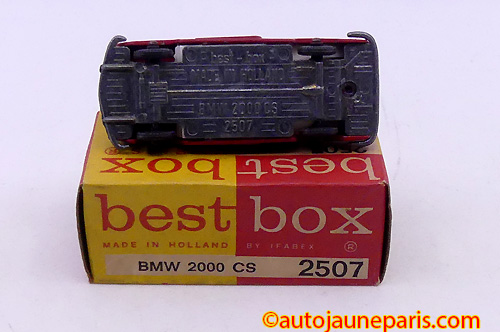 best - box
MADE IN HOLLAND
BMW 2000 CS
2507
best box
2507
best box
MADE IN HOLLAND BY IFABEX ®
BMW 2000 CS 2507
©autojauneparis.com